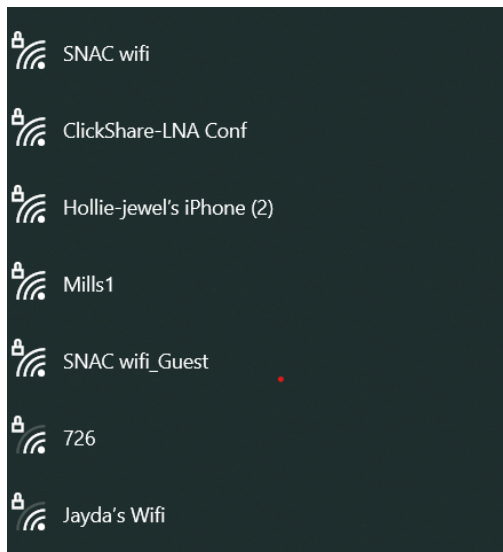 SNAC wifi
ClickShare-LNA Conf
Hollie-jewel's iPhone (2)
Mills1
SNAC wifi_Guest
726
Jayda's Wifi